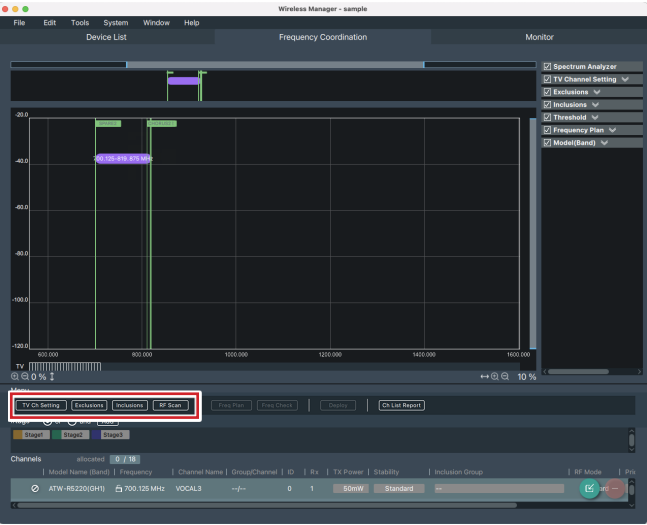 Wireless Manager - sample
File Edit Tools System Window Help
Device List Frequency Coordination Monitor
Spectrum Analyzer
TV Channel Setting
Exclusions
Inclusions
Threshold
Frequency Plan
Model(Band)
-20.0
700.125-819.875 MHz
-40.0
-60.0
-80.0
-100.0
-120.0
600.000 800.000 1000.000 1200.000 1400.000 1600.000
TV
0 % 10 %
Menu
TV Ch Setting Exclusions Inclusions RF Scan Freq Plan Freq Check Deploy Ch List Report
or and Add
Stage1 Stage2 Stage3
Channels allocated 0 / 18
Model Name (Band) Frequency Channel Name Group/Channel ID Rx TX Power Stability Inclusion Group RF Mode
ATW-R5220(GH1) 700.125 MHz VOCAL3 --/-- 0 1 50mW Standard --